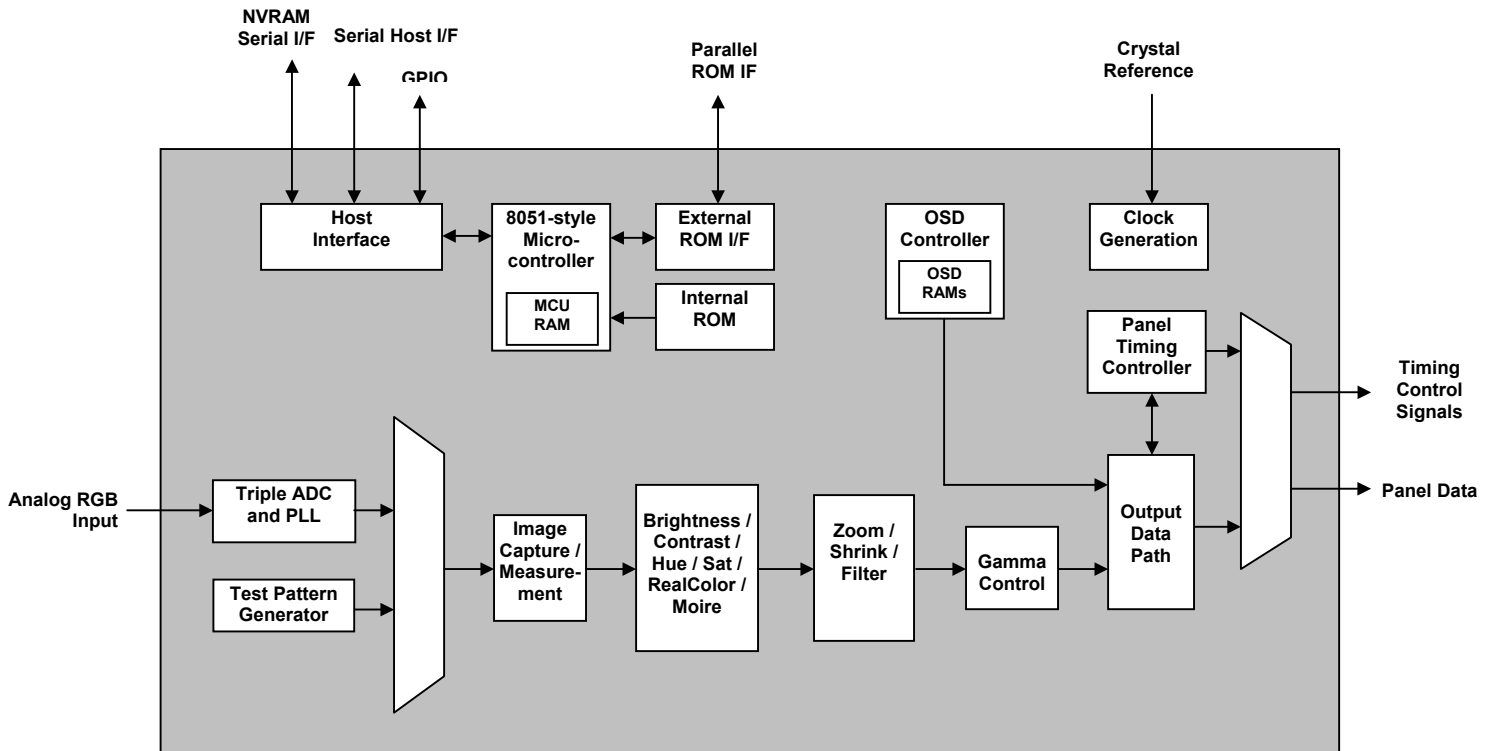 NVRAM
Serial I/F
Serial Host I/F
GPIO
Parallel
ROM IF
Crystal
Reference
Host
Interface
8051-style
Micro-
controller
MCU
RAM
External
ROM I/F
Internal
ROM
OSD
Controller
OSD
RAMs
Clock
Generation
Panel
Timing
Controller
Timing
Control
Signals
Analog RGB
Input
Triple ADC
and PLL
Test Pattern
Generator
Image
Capture /
Measure-
ment
Brightness /
Contrast /
Hue / Sat /
RealColor /
Moire
Zoom /
Shrink /
Filter
Gamma
Control
Output
Data
Path
Panel Data